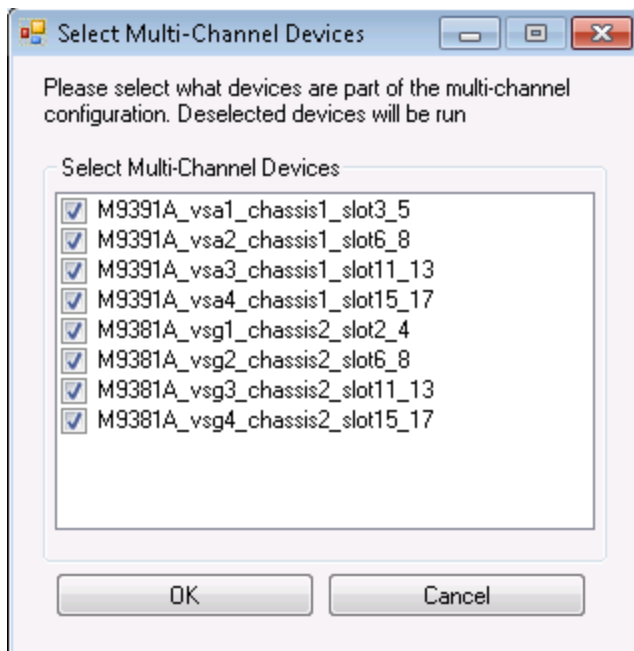 Select Multi-Channel Devices
Please select what devices are part of the multi-channel
configuration. Deselected devices will be run
Select Multi-Channel Devices
M9391A_vsa1_chassis1_slot3_5
M9391A_vsa2_chassis1_slot6_8
M9391A_vsa3_chassis1_slot11_13
M9391A_vsa4_chassis1_slot15_17
M9381A_vsg1_chassis2_slot2_4
M9381A_vsg2_chassis2_slot6_8
M9381A_vsg3_chassis2_slot11_13
M9381A_vsg4_chassis2_slot15_17
OK
Cancel